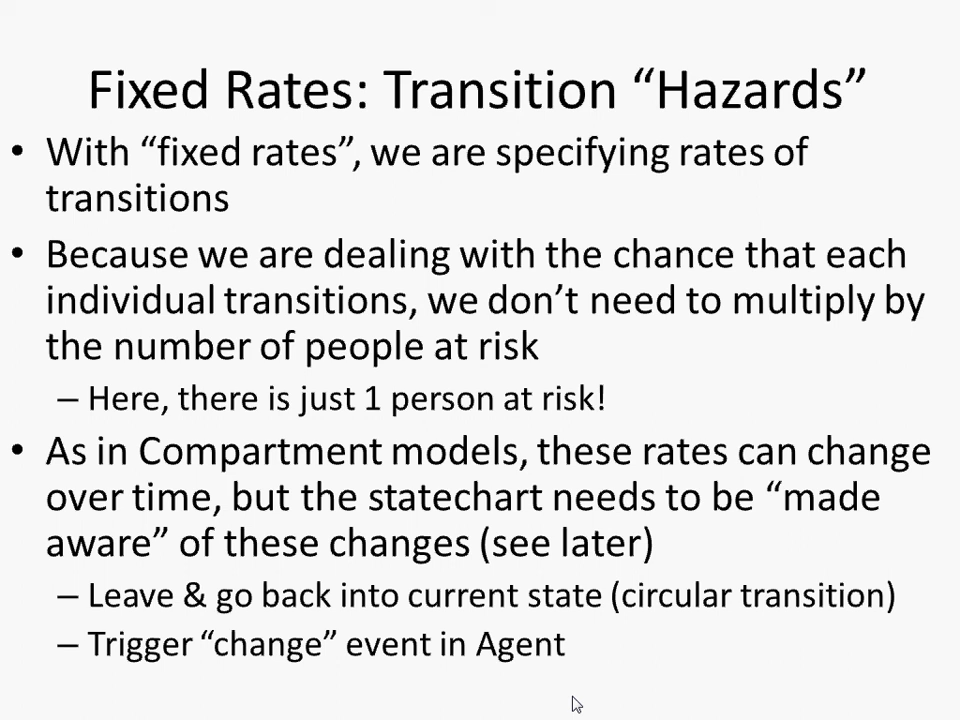 Fixed Rates: Transition “Hazards”
• With “fixed rates”, we are specifying rates of
transitions
• Because we are dealing with the chance that each
individual transitions, we don’t need to multiply by
the number of people at risk
– Here, there is just 1 person at risk!
• As in Compartment models, these rates can change
over time, but the statechart needs to be “made
aware” of these changes (see later)
– Leave & go back into current state (circular transition)
– Trigger “change” event in Agent